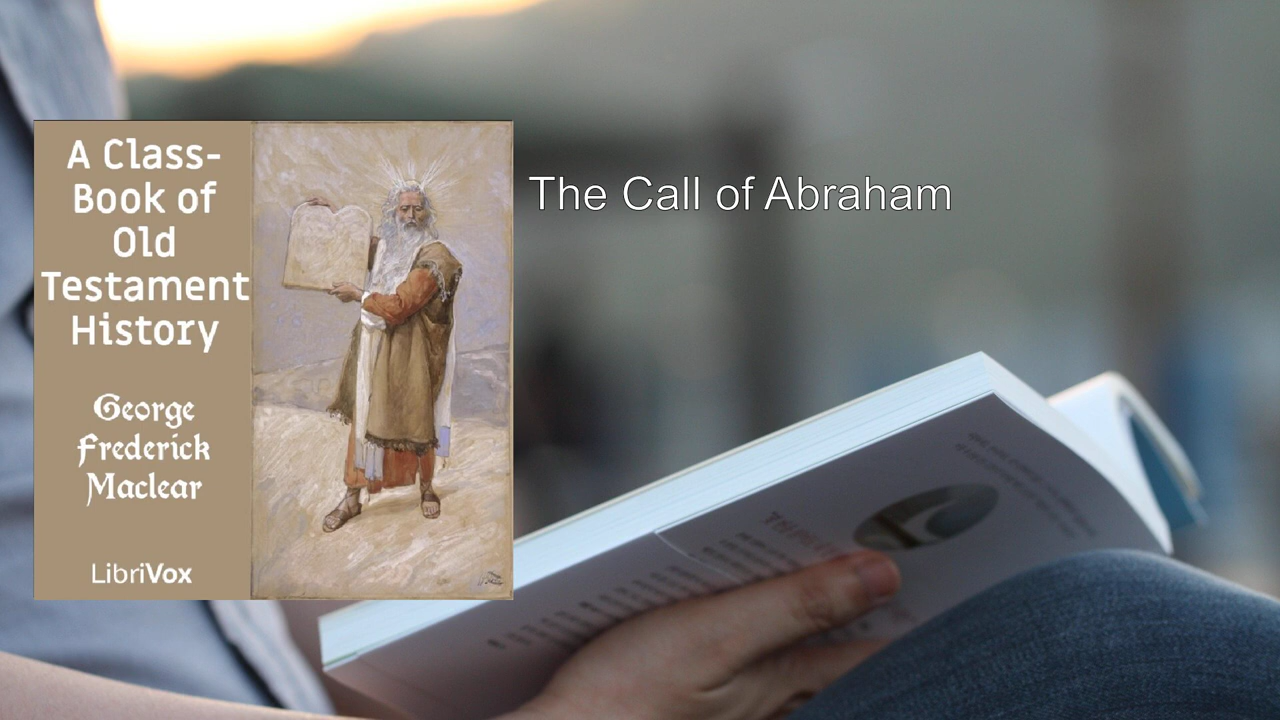 A Class-
Book of
Old
Testament
History
George
Frederick
Maclear
LibriVox
The Call of Abraham